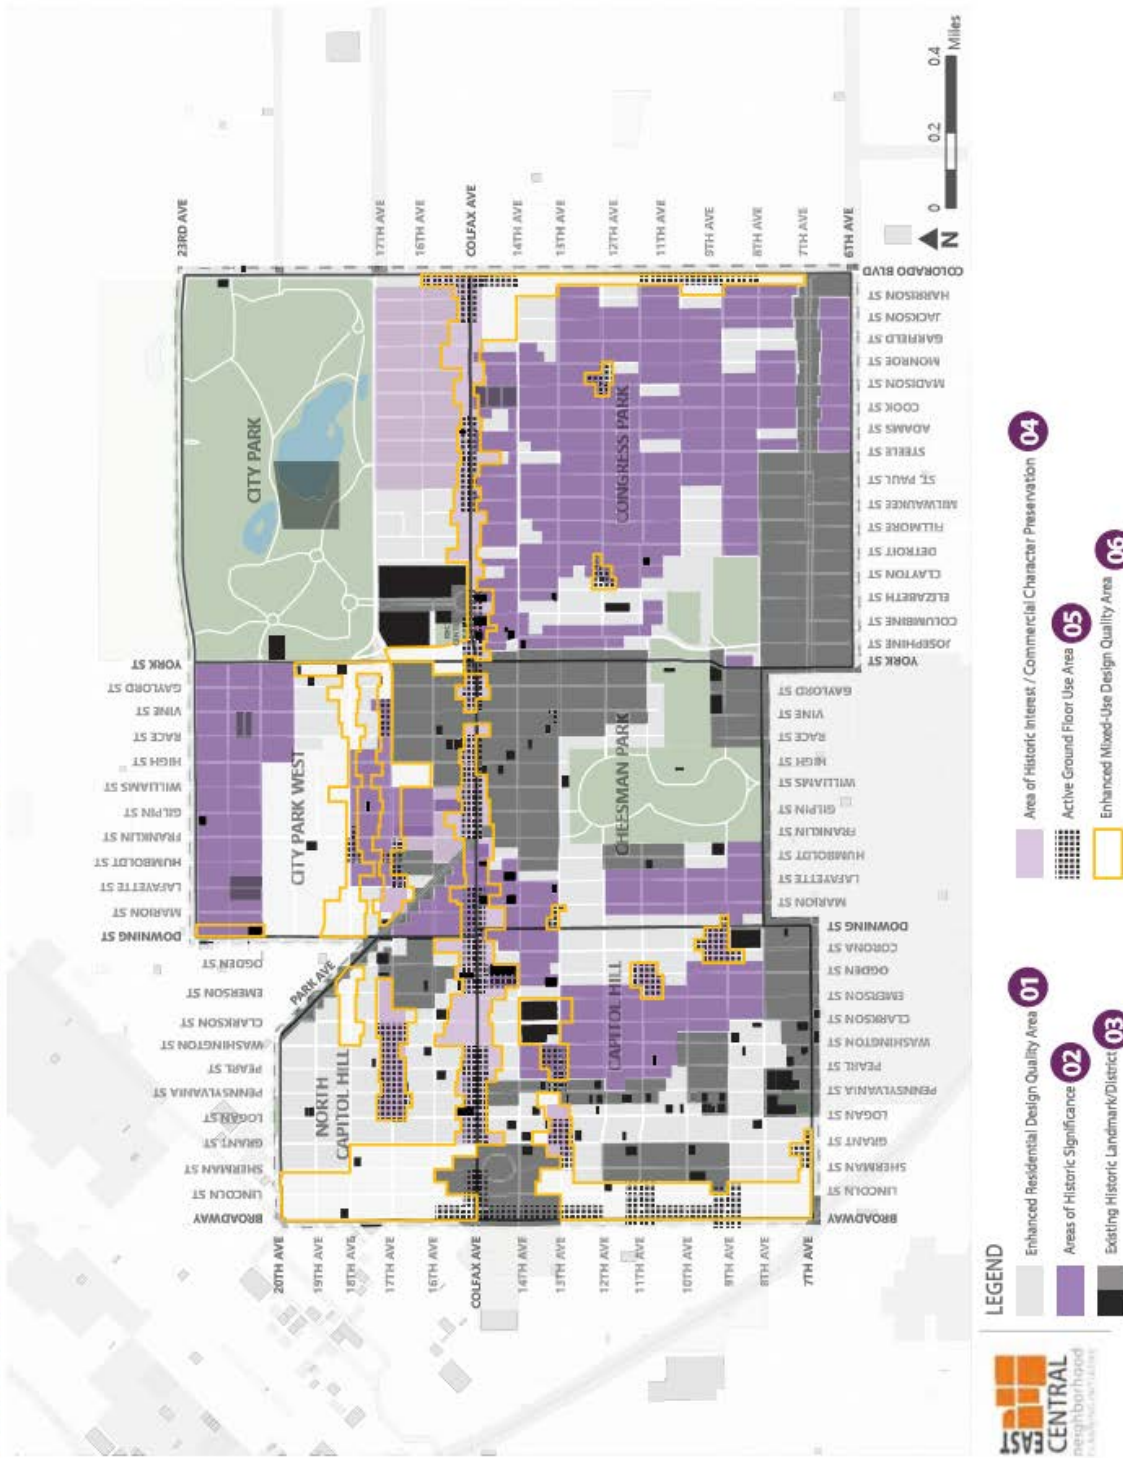 23RD AVE
17TH AVE
16TH AVE
COLFAX AVE
14TH AVE
13TH AVE
12TH AVE
11TH AVE
9TH AVE
8TH AVE
7TH AVE
6TH AVE
COLORADO BLVD
HARRISON ST
JACKSON ST
GARFIELD ST
MONROE ST
MADISON ST
COOK ST
ADAMS ST
STEELE ST
ST. PAUL ST
MILWAUKEE ST
FILLMORE ST
DETROIT ST
CLAYTON ST
ELIZABETH ST
COLUMBINE ST
JOSEPHINE ST
YORK ST
YORK ST
GAYLORD ST
VINE ST
RACE ST
HIGH ST
WILLIAMS ST
GILPIN ST
FRANKLIN ST
HUMBOLDT ST
LAFAYETTE ST
MARION ST
DOWNING ST
OGDEN ST
EMERSON ST
CLARKSON ST
WASHINGTON ST
PEARL ST
PENNSYLVANIA ST
LOGAN ST
GRANT ST
SHERMAN ST
LINCOLN ST
BROADWAY
PARK AVE
GAYLORD ST
VINE ST
RACE ST
HIGH ST
WILLIAMS ST
GILPIN ST
FRANKLIN ST
HUMBOLDT ST
LAFAYETTE ST
MARION ST
DOWNING ST
CORONA ST
OGDEN ST
EMERSON ST
CLARKSON ST
WASHINGTON ST
PEARL ST
PENNSYLVANIA ST
LOGAN ST
GRANT ST
SHERMAN ST
LINCOLN ST
BROADWAY
20TH AVE
19TH AVE
18TH AVE
17TH AVE
16TH AVE
COLFAX AVE
14TH AVE
13TH AVE
12TH AVE
11TH AVE
10TH AVE
9TH AVE
8TH AVE
7TH AVE
CITY PARK
CONGRESS PARK
CITY PARK WEST
CHEESMAN PARK
NORTH
CAPITOL HILL
CAPITOL HILL
N
0 0.2 0.4
Miles
LEGEND
Enhanced Residential Design Quality Area 01
Areas of Historic Significance 02
Existing Historic Landmark/District 03
Area of Historic Interest / Commercial Character Preservation 04
Active Ground Floor Use Area 05
Enhanced Mixed-Use Design Quality Area 06
EAST
CENTRAL
neighborhood